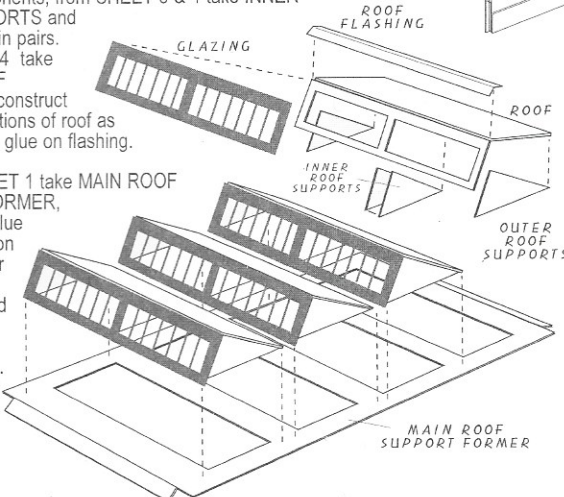 onents, from SHEET 3 & 4 take INNER
ORTS and
in pairs.
4 take
F
construct
tions of roof as
glue on flashing.
ET 1 take MAIN ROOF
ORMER,
lue
on
r
d
.
ROOF
FLASHING
GLAZING
ROOF
INNER
ROOF
SUPPORTS
OUTER
ROOF
SUPPORTS
MAIN ROOF
SUPPORT FORMER